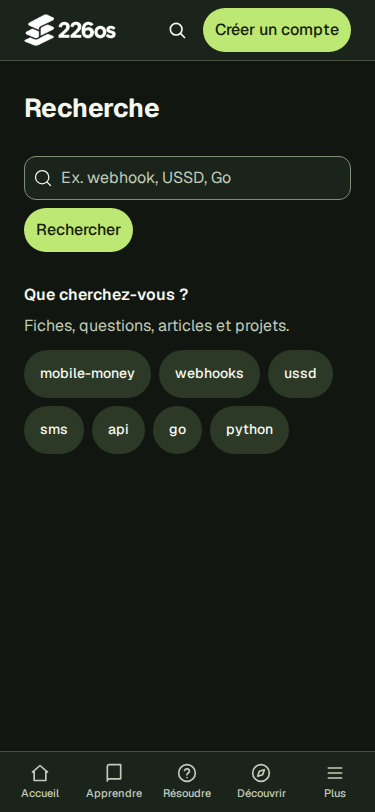 226os
Créer un compte
Recherche
Ex. webhook, USSD, Go
Rechercher
Que cherchez-vous ?
Fiches, questions, articles et projets.
mobile-money webhooks ussd
sms api go python
Accueil Apprendre Résoudre Découvrir Plus